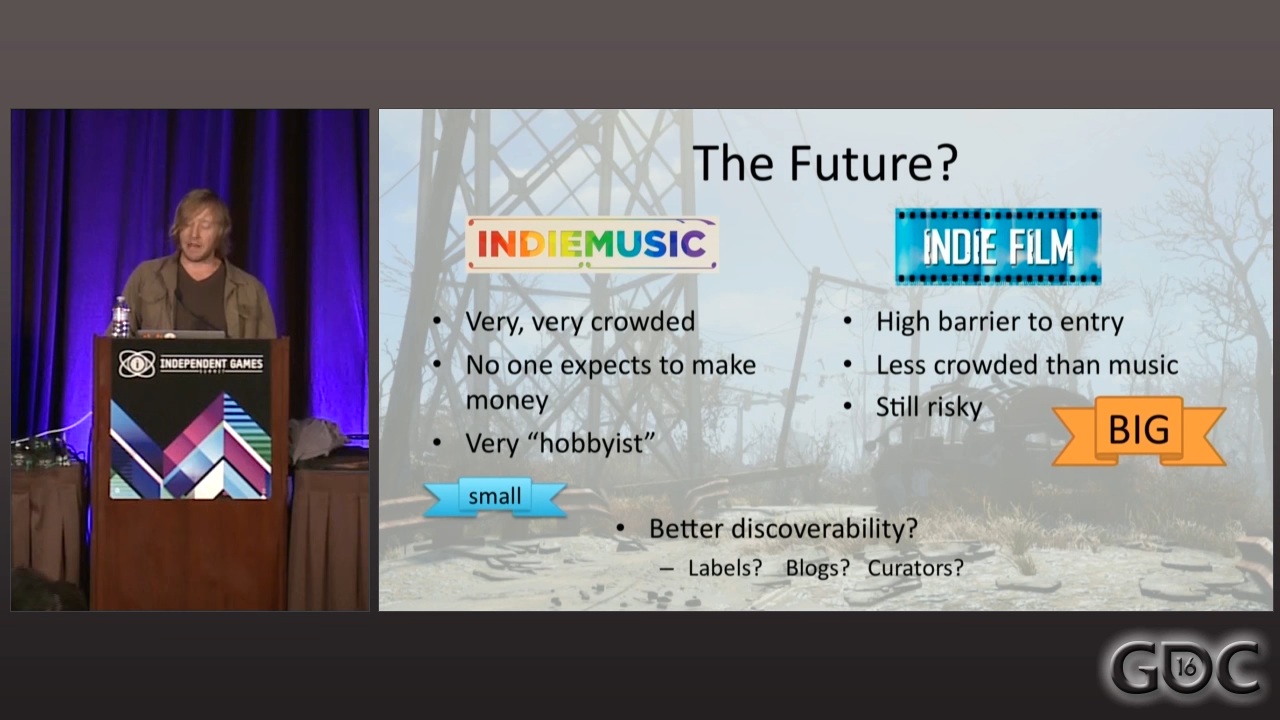 The Future?
INDIEMUSIC
• Very, very crowded
• No one expects to make
money
• Very “hobbyist”
small
INDIE FILM
• High barrier to entry
• Less crowded than music
• Still risky
BIG
• Better discoverability?
– Labels? Blogs? Curators?
INDEPENDENT GAMES
SUMMIT
GDC
16